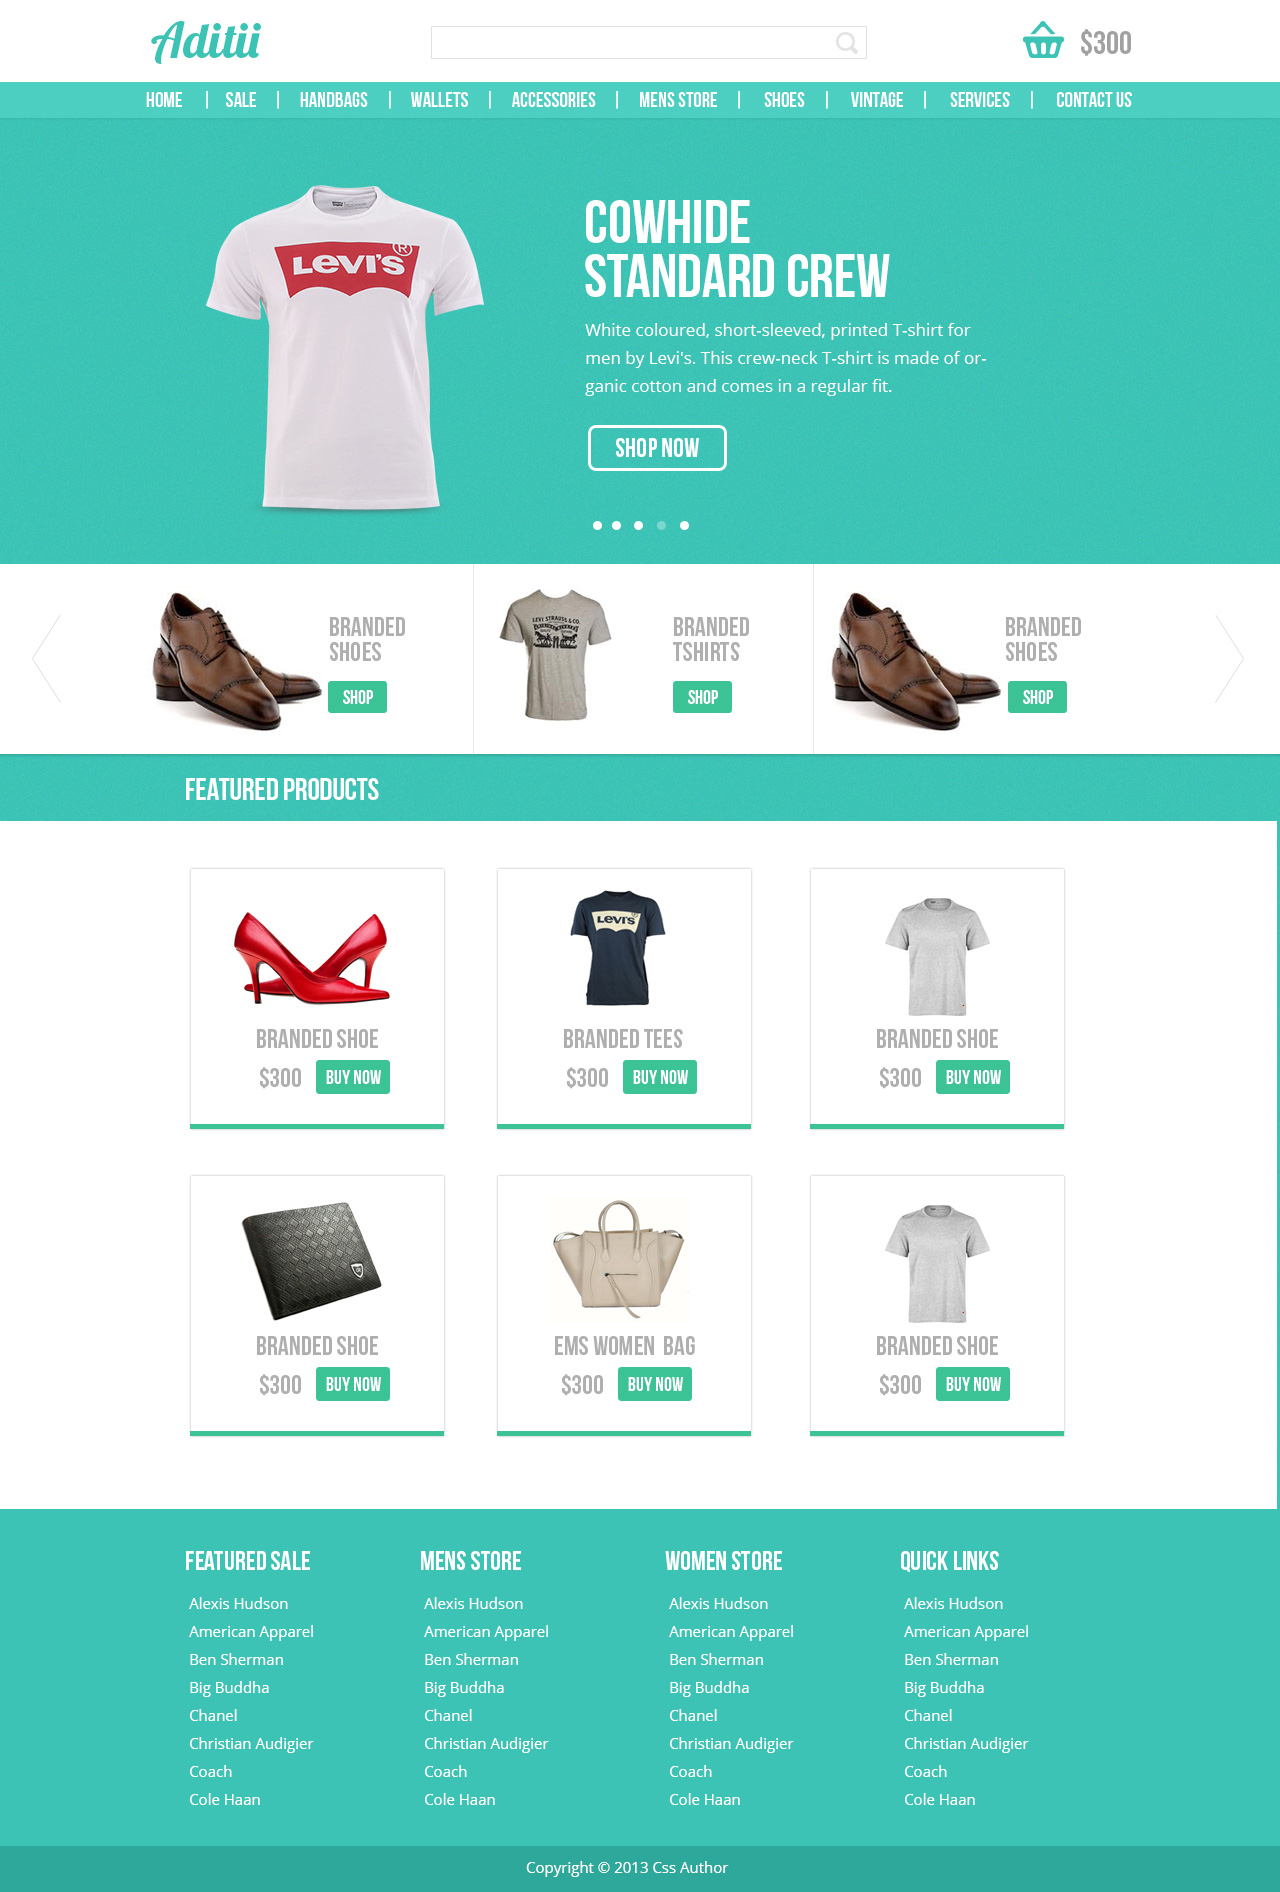 Aditii
$300
HOME | SALE | HANDBAGS | WALLETS | ACCESSORIES | MENS STORE | SHOES | VINTAGE | SERVICES | CONTACT US
LEVI'S ®
COWHIDE
STANDARD CREW
White coloured, short-sleeved, printed T-shirt for
men by Levi's. This crew-neck T-shirt is made of or-
ganic cotton and comes in a regular fit.
SHOP NOW
BRANDED
SHOES
SHOP
LEVI STRAUSS & CO.
BRANDED
TSHIRTS
SHOP
BRANDED
SHOES
SHOP
FEATURED PRODUCTS
BRANDED SHOE
$300 BUY NOW
LEVI'S
BRANDED TEES
$300 BUY NOW
BRANDED SHOE
$300 BUY NOW
BRANDED SHOE
$300 BUY NOW
EMS WOMEN BAG
$300 BUY NOW
BRANDED SHOE
$300 BUY NOW
FEATURED SALE
Alexis Hudson
American Apparel
Ben Sherman
Big Buddha
Chanel
Christian Audigier
Coach
Cole Haan
MENS STORE
Alexis Hudson
American Apparel
Ben Sherman
Big Buddha
Chanel
Christian Audigier
Coach
Cole Haan
WOMEN STORE
Alexis Hudson
American Apparel
Ben Sherman
Big Buddha
Chanel
Christian Audigier
Coach
Cole Haan
QUICK LINKS
Alexis Hudson
American Apparel
Ben Sherman
Big Buddha
Chanel
Christian Audigier
Coach
Cole Haan
Copyright © 2013 Css Author